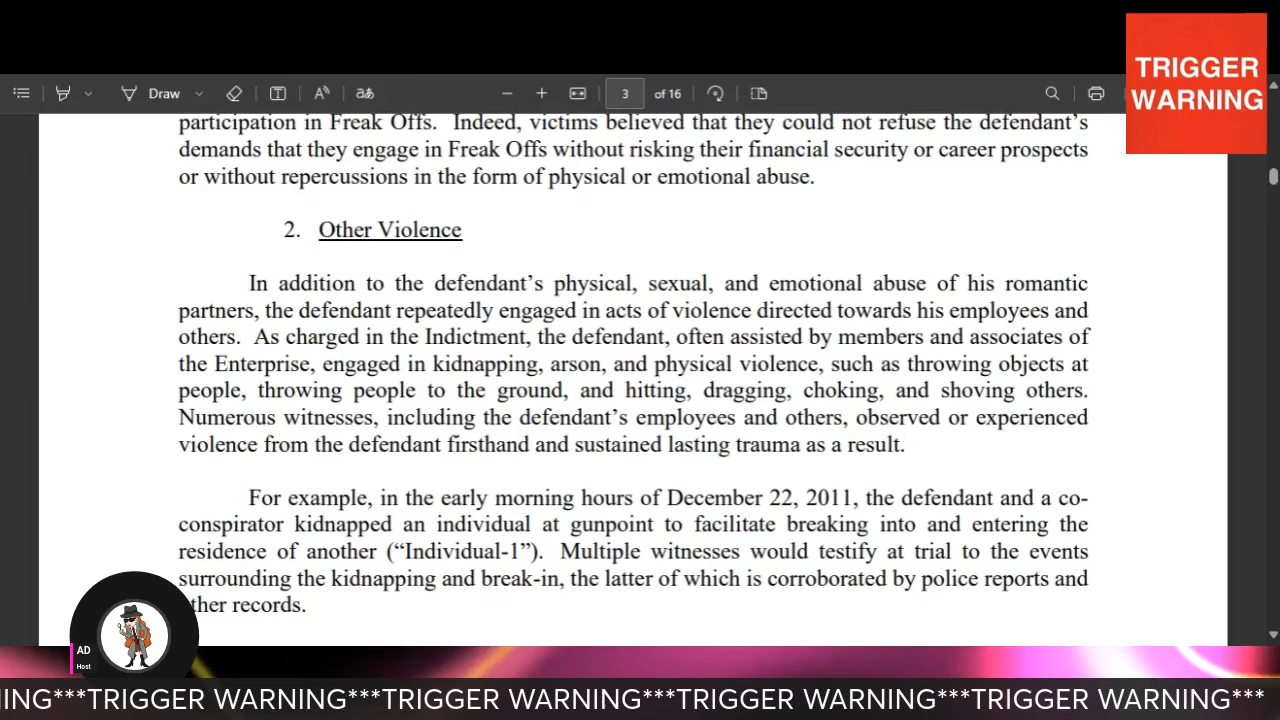 TRIGGER
WARNING
Draw
3 of 16
participation in Freak Offs. Indeed, victims believed that they could not refuse the defendant's
demands that they engage in Freak Offs without risking their financial security or career prospects
or without repercussions in the form of physical or emotional abuse.
2. Other Violence
In addition to the defendant's physical, sexual, and emotional abuse of his romantic
partners, the defendant repeatedly engaged in acts of violence directed towards his employees and
others. As charged in the Indictment, the defendant, often assisted by members and associates of
the Enterprise, engaged in kidnapping, arson, and physical violence, such as throwing objects at
people, throwing people to the ground, and hitting, dragging, choking, and shoving others.
Numerous witnesses, including the defendant's employees and others, observed or experienced
violence from the defendant firsthand and sustained lasting trauma as a result.
For example, in the early morning hours of December 22, 2011, the defendant and a co-
conspirator kidnapped an individual at gunpoint to facilitate breaking into and entering the
residence of another ("Individual-1"). Multiple witnesses would testify at trial to the events
surrounding the kidnapping and break-in, the latter of which is corroborated by police reports and
ther records.
AD
Host
NING***TRIGGER WARNING***TRIGGER WARNING***TRIGGER WARNING***TRIGGER WARNING***